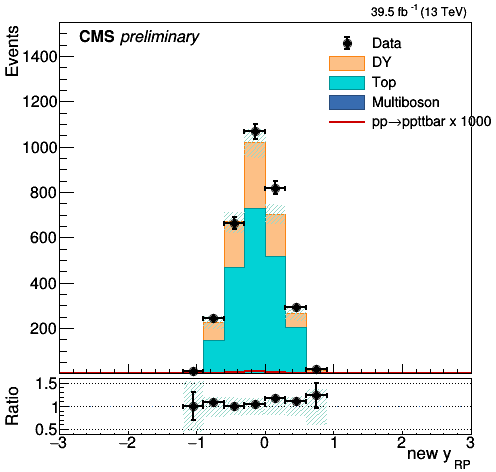 39.5 fb⁻¹ (13 TeV)
CMS preliminary
Events
1400
1200
1000
800
600
400
200
Data
DY
Top
Multiboson
pp→ppttbar x 1000
Ratio
1.5
1
0.5
−3 −2 −1 0 1 2 3
new y_RP